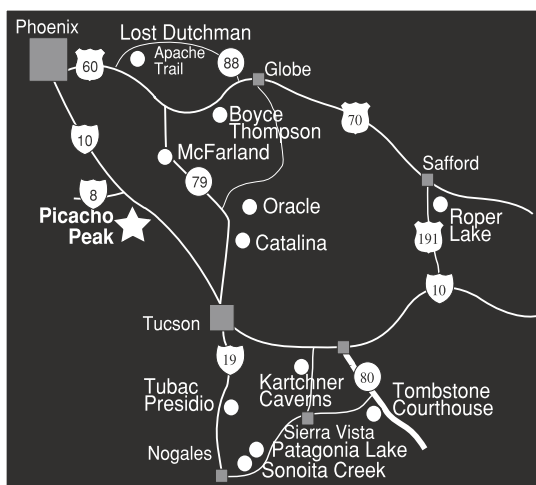 Phoenix
Lost Dutchman
60
Apache
Trail
88
Globe
Boyce
Thompson
70
10
McFarland
79
Safford
8
Picacho
Peak
Oracle
Roper
Lake
Catalina
191
10
Tucson
19
Kartchner
Caverns
80
Tubac
Presidio
Tombstone
Courthouse
Sierra Vista
Nogales
Patagonia Lake
Sonoita Creek